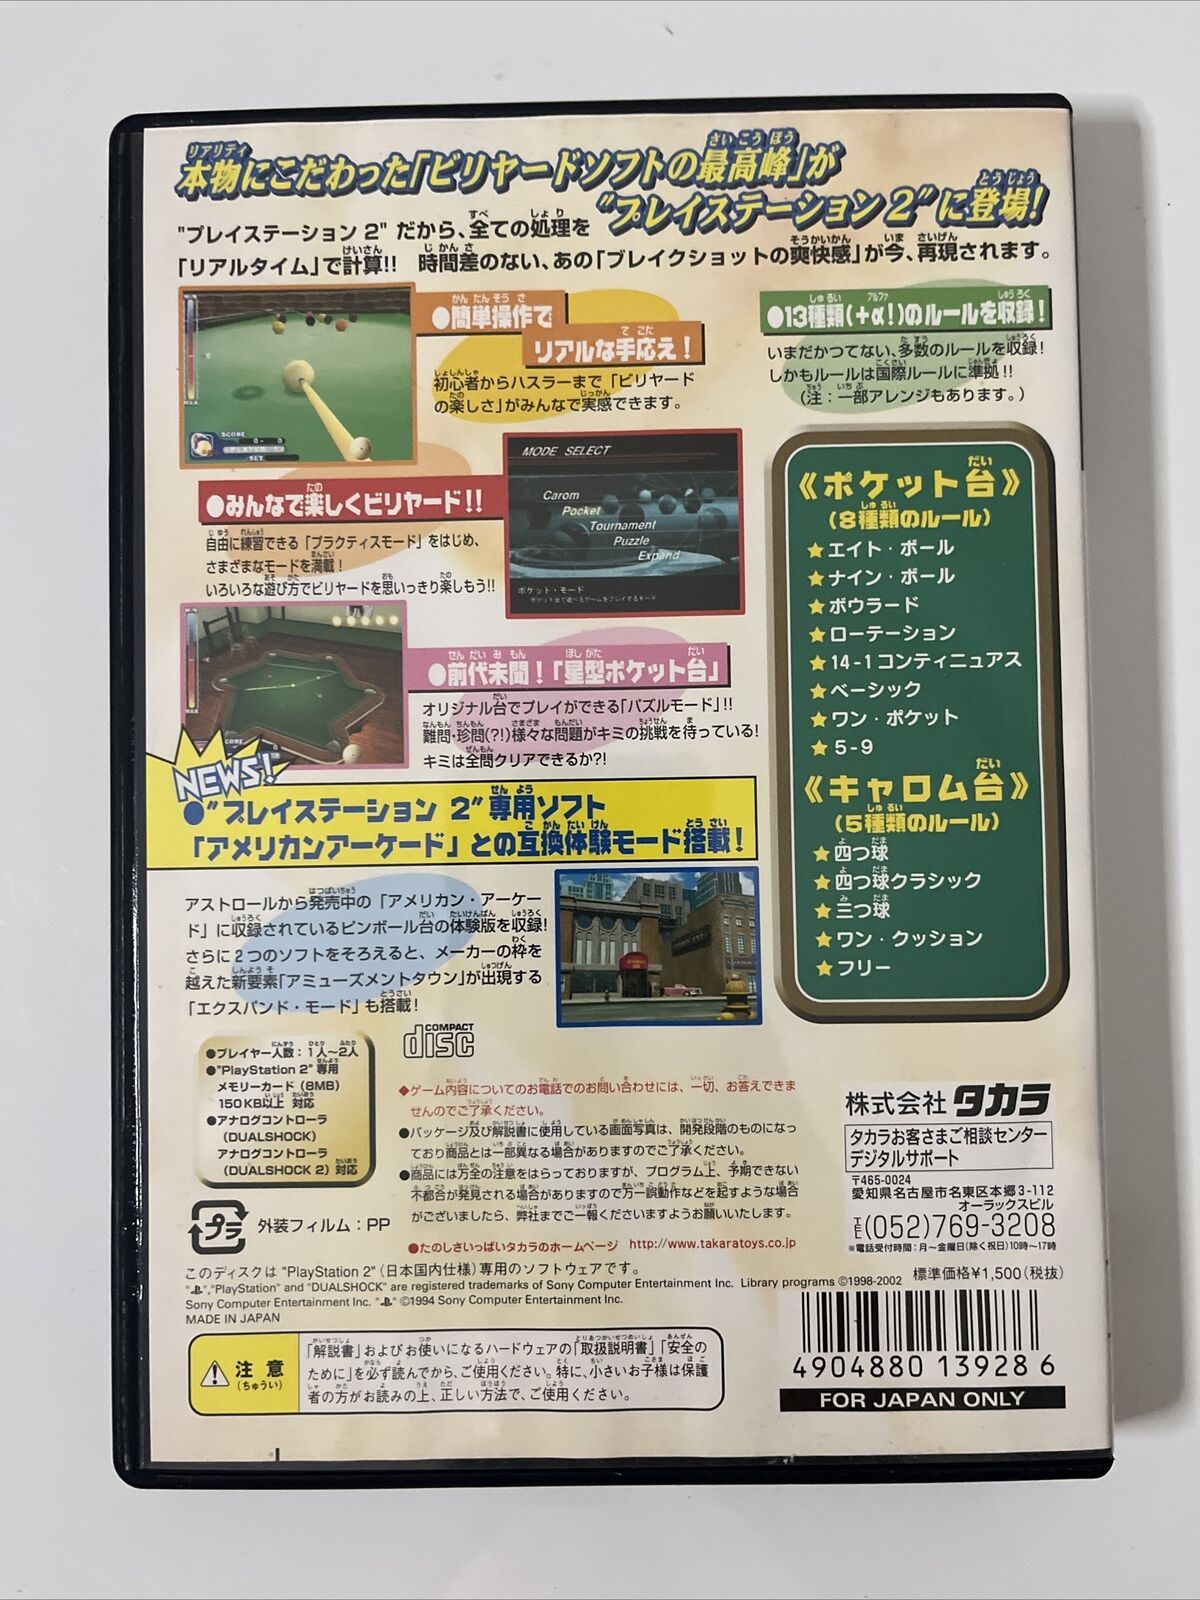 本物にこだわった「ビリヤードソフトの最高峰」が
リアリティ
さいこうほう
"プレイステーション 2"に登場!
とうじょう
"プレイステーション 2" だから、全ての処理を
「リアルタイム」で計算!! 時間差のない、あの「ブレイクショットの爽快感」が今、再現されます。
●簡単操作で
リアルな手応え!
初心者からハスラーまで「ビリヤード
の楽しさ」がみんなで実感できます。
●13種類(+α!)のルールを収録!
いまだかつてない、多数のルールを収録!
しかもルールは国際ルールに準拠!!
(注:一部アレンジもあります。)
SCORE
MODE SELECT
Carom
Pocket
Tournament
Puzzle
Expand
ポケット・モード
●みんなで楽しくビリヤード!!
自由に練習できる「プラクティスモード」をはじめ、
さまざまなモードを満載!
いろいろな遊び方でビリヤードを思いっきり楽しもう!!
●前代未聞!「星型ポケット台」
オリジナル台でプレイができる「パズルモード」!!
難問・珍問(?!)様々な問題がキミの挑戦を待っている!
キミは全問クリアできるか?!
《ポケット台》
(8種類のルール)
★エイト・ボール
★ナイン・ボール
★ボウラード
★ローテーション
★14-1コンティニュアス
★ベーシック
★ワン・ポケット
★5-9
《キャロム台》
(5種類のルール)
★四つ球
★四つ球クラシック
★三つ球
★ワン・クッション
★フリー
NEWS!
●"プレイステーション 2"専用ソフト
「アメリカンアーケード」との互換体験モード搭載!
アストロールから発売中の「アメリカン・アーケー
ド」に収録されているピンボール台の体験版を収録!
さらに2つのソフトをそろえると、メーカーの枠を
越えた新要素「アミューズメントタウン」が出現する
「エクスパンド・モード」も搭載!
●プレイヤー人数:1人〜2人
●"PlayStation 2"専用
メモリーカード(8MB)
150KB以上 対応
●アナログコントローラ
(DUALSHOCK)
アナログコントローラ
(DUALSHOCK 2)対応
COMPACT
disc
◆ゲーム内容についてのお電話でのお問い合わせには、一切、お答えできま
せんのでご了承ください。
●パッケージ及び解説書に使用している画面写真は、開発段階のものになっ
ており商品とは一部異なる場合がありますのでご了承ください。
●商品には万全の注意をはらっておりますが、プログラム上、予期できない
不都合が発見される場合がありますので万一誤動作などを起すような場合
がございましたら、弊社までご一報くださいますようお願いいたします。
●たのしさいっぱいタカラのホームページ http://www.takaratoys.co.jp
株式会社 タカラ
タカラお客さまご相談センター
デジタルサポート
〒465-0024
愛知県名古屋市名東区本郷3-112
オーラックスビル
TEL(052)769-3208
※電話受付時間:月〜金曜日(除く祝日)10時〜17時
プラ 外装フィルム:PP
このディスクは "PlayStation 2"(日本国内仕様)専用のソフトウェアです。
" ","PlayStation" and "DUALSHOCK" are registered trademarks of Sony Computer Entertainment Inc. Library programs ©1998-2002
Sony Computer Entertainment Inc. " " ©1994 Sony Computer Entertainment Inc.
MADE IN JAPAN
標準価格¥1,500(税抜)
注意
(ちゅうい)
「解説書」およびお使いになるハードウェアの「取扱説明書」「安全の
ために」を必ず読んでから、ご使用ください。特に、小さいお子様は保護
者の方がお読みの上、正しい方法で、ご使用ください。
4904880 139286
FOR JAPAN ONLY